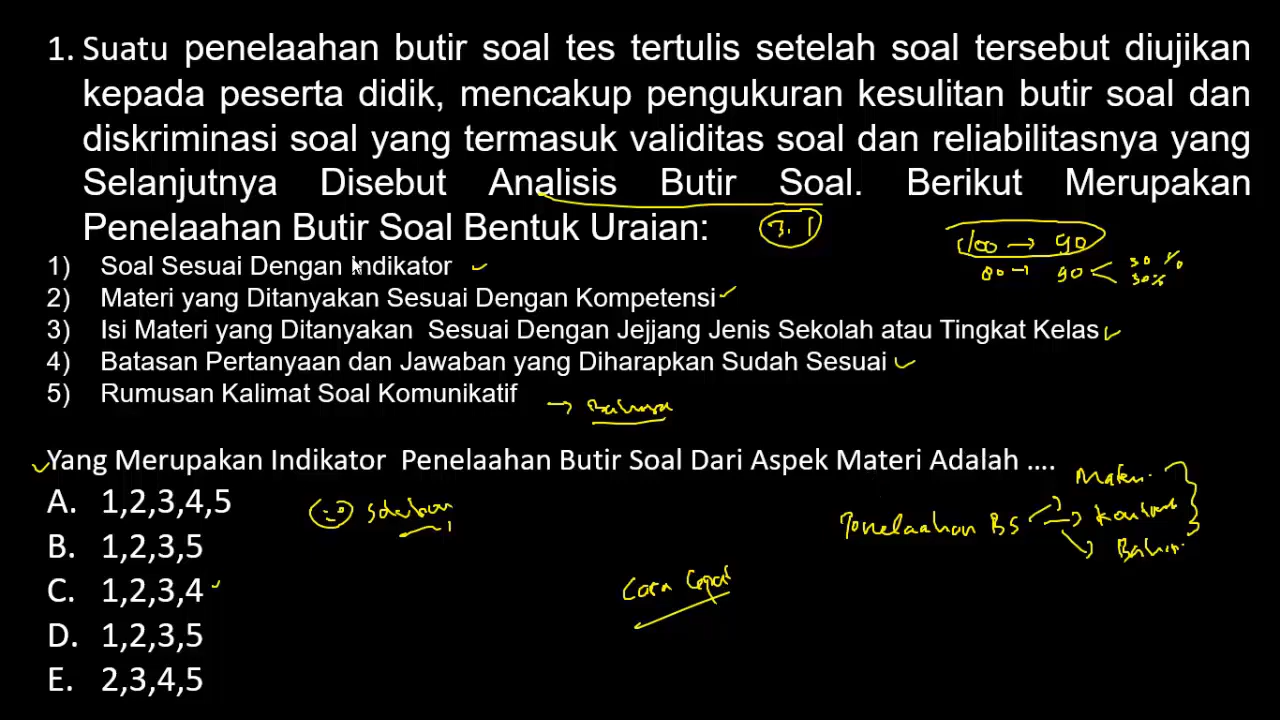 1. Suatu penelaahan butir soal tes tertulis setelah soal tersebut diujikan
kepada peserta didik, mencakup pengukuran kesulitan butir soal dan
diskriminasi soal yang termasuk validitas soal dan reliabilitasnya yang
Selanjutnya Disebut Analisis Butir Soal. Berikut Merupakan
Penelaahan Butir Soal Bentuk Uraian:
3.1
100 → 90
80 → 90 < 30 %
30%
1) Soal Sesuai Dengan Indikator
2) Materi yang Ditanyakan Sesuai Dengan Kompetensi
3) Isi Materi yang Ditanyakan Sesuai Dengan Jejjang Jenis Sekolah atau Tingkat Kelas
4) Batasan Pertanyaan dan Jawaban yang Diharapkan Sudah Sesuai
5) Rumusan Kalimat Soal Komunikatif
→ Bahasa
Yang Merupakan Indikator Penelaahan Butir Soal Dari Aspek Materi Adalah ....
A. 1,2,3,4,5
B. 1,2,3,5
C. 1,2,3,4
D. 1,2,3,5
E. 2,3,4,5
Penelaahan BS
Cara Cepat